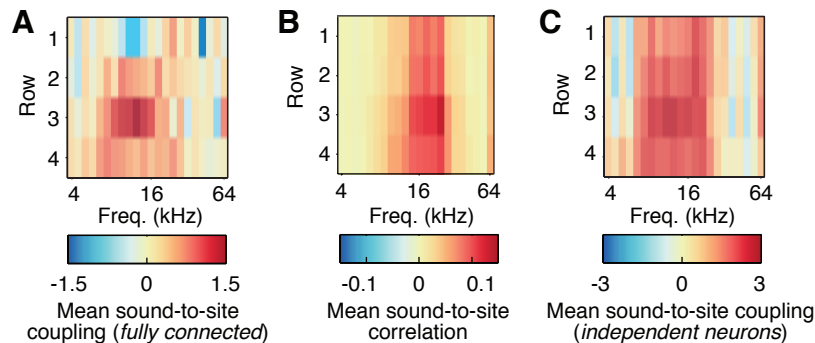 A
B
C
Row
1
2
3
4
4
16
64
Freq. (kHz)
-1.5
0
1.5
Mean sound-to-site
coupling (fully connected)
Row
1
2
3
4
4
16
64
Freq. (kHz)
-0.1
0
0.1
Mean sound-to-site
correlation
Row
1
2
3
4
4
16
64
Freq. (kHz)
-3
0
3
Mean sound-to-site coupling
(independent neurons)